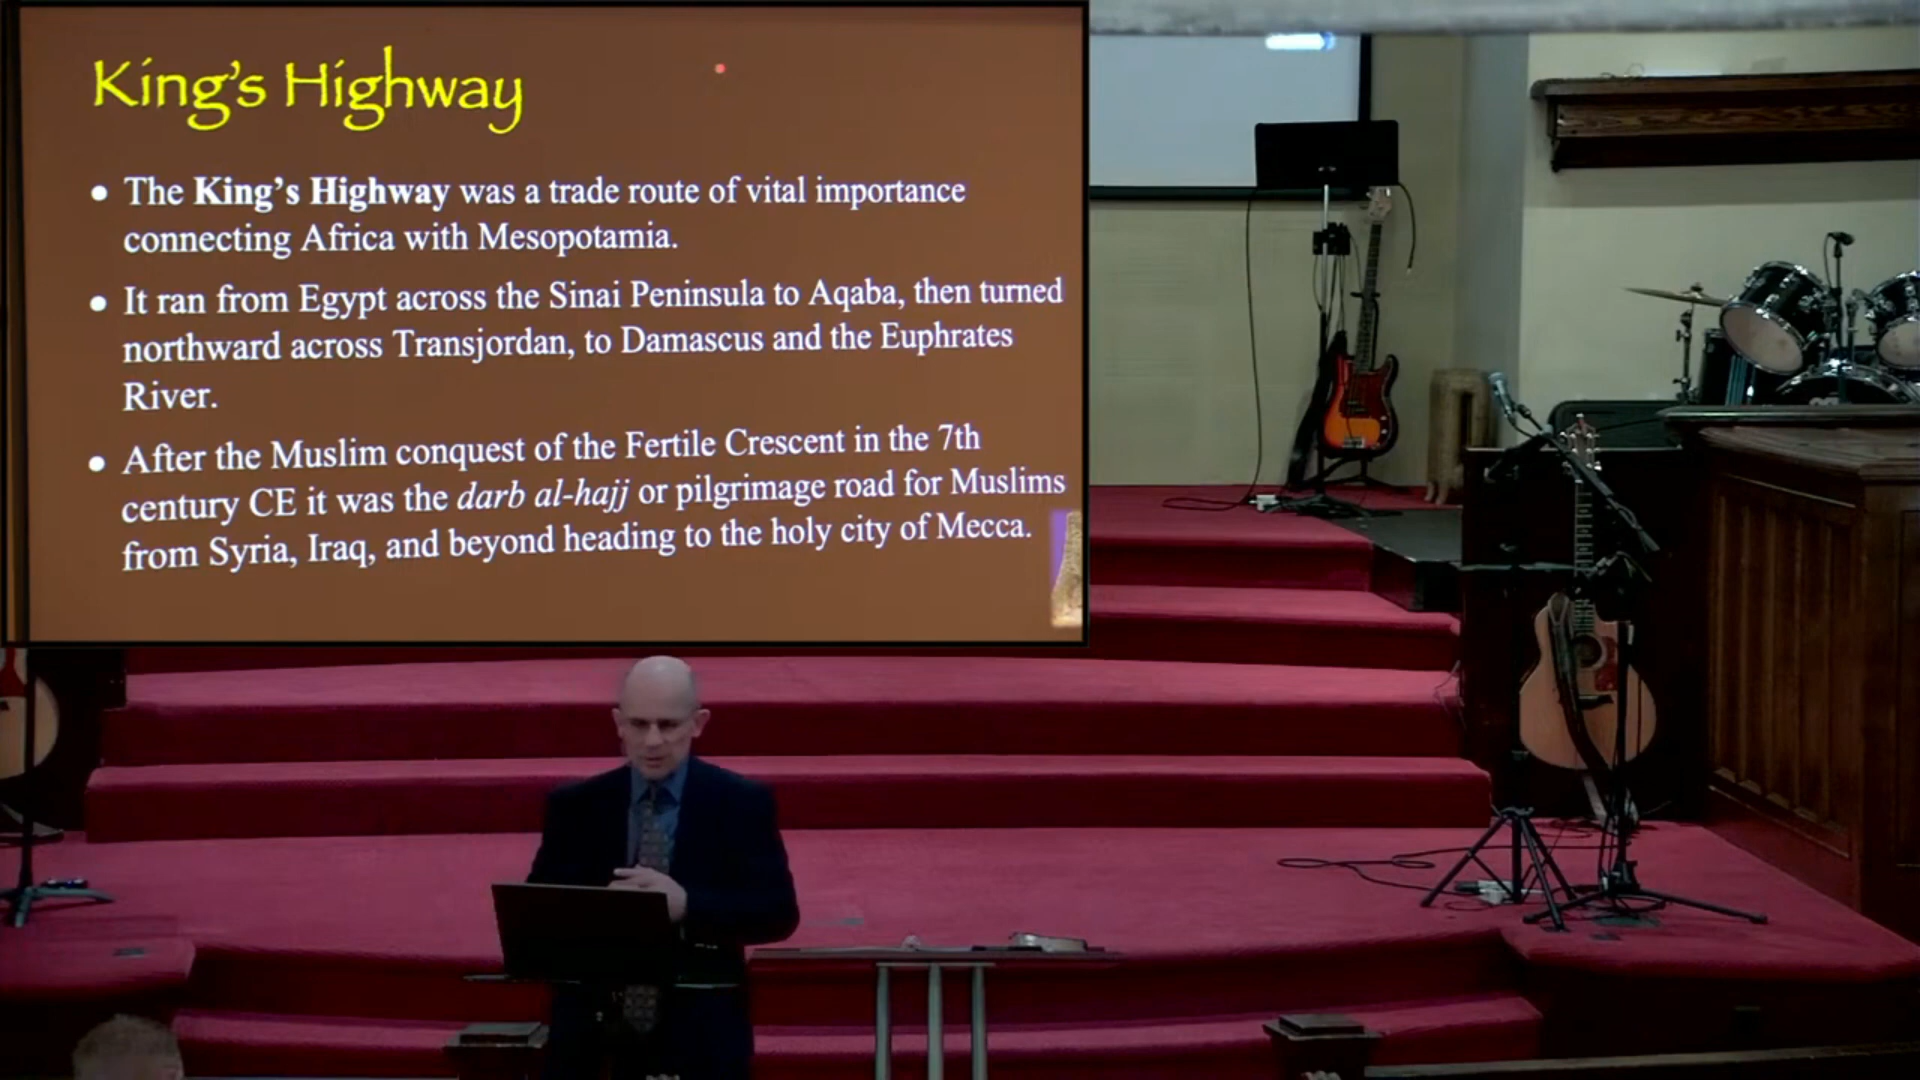 King's Highway
• The King's Highway was a trade route of vital importance
connecting Africa with Mesopotamia.
• It ran from Egypt across the Sinai Peninsula to Aqaba, then turned
northward across Transjordan, to Damascus and the Euphrates
River.
• After the Muslim conquest of the Fertile Crescent in the 7th
century CE it was the darb al-hajj or pilgrimage road for Muslims
from Syria, Iraq, and beyond heading to the holy city of Mecca.